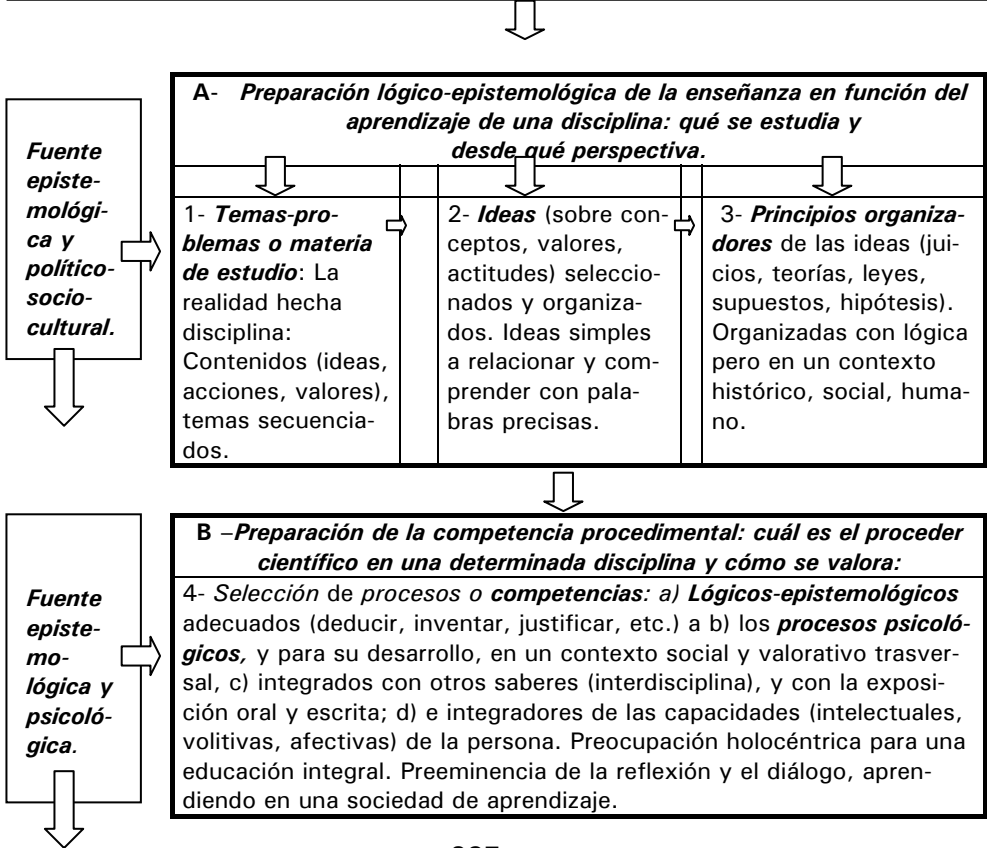 A- Preparación lógico-epistemológica de la enseñanza en función del
aprendizaje de una disciplina: qué se estudia y
desde qué perspectiva.
Fuente
episte-
mológi-
ca y
político-
socio-
cultural.
1- Temas-pro-
blemas o materia
de estudio: La
realidad hecha
disciplina:
Contenidos (ideas,
acciones, valores),
temas secuencia-
dos.
2- Ideas (sobre con-
ceptos, valores,
actitudes) seleccio-
nados y organiza-
dos. Ideas simples
a relacionar y com-
prender con pala-
bras precisas.
3- Principios organiza-
dores de las ideas (jui-
cios, teorías, leyes,
supuestos, hipótesis).
Organizadas con lógica
pero en un contexto
histórico, social, huma-
no.
B –Preparación de la competencia procedimental: cuál es el proceder
científico en una determinada disciplina y cómo se valora:
Fuente
episte-
mo-
lógica y
psicoló-
gica.
4- Selección de procesos o competencias: a) Lógicos-epistemológicos
adecuados (deducir, inventar, justificar, etc.) a b) los procesos psicoló-
gicos, y para su desarrollo, en un contexto social y valorativo trasver-
sal, c) integrados con otros saberes (interdisciplina), y con la exposi-
ción oral y escrita; d) e integradores de las capacidades (intelectuales,
volitivas, afectivas) de la persona. Preocupación holocéntrica para una
educación integral. Preeminencia de la reflexión y el diálogo, apren-
diendo en una sociedad de aprendizaje.